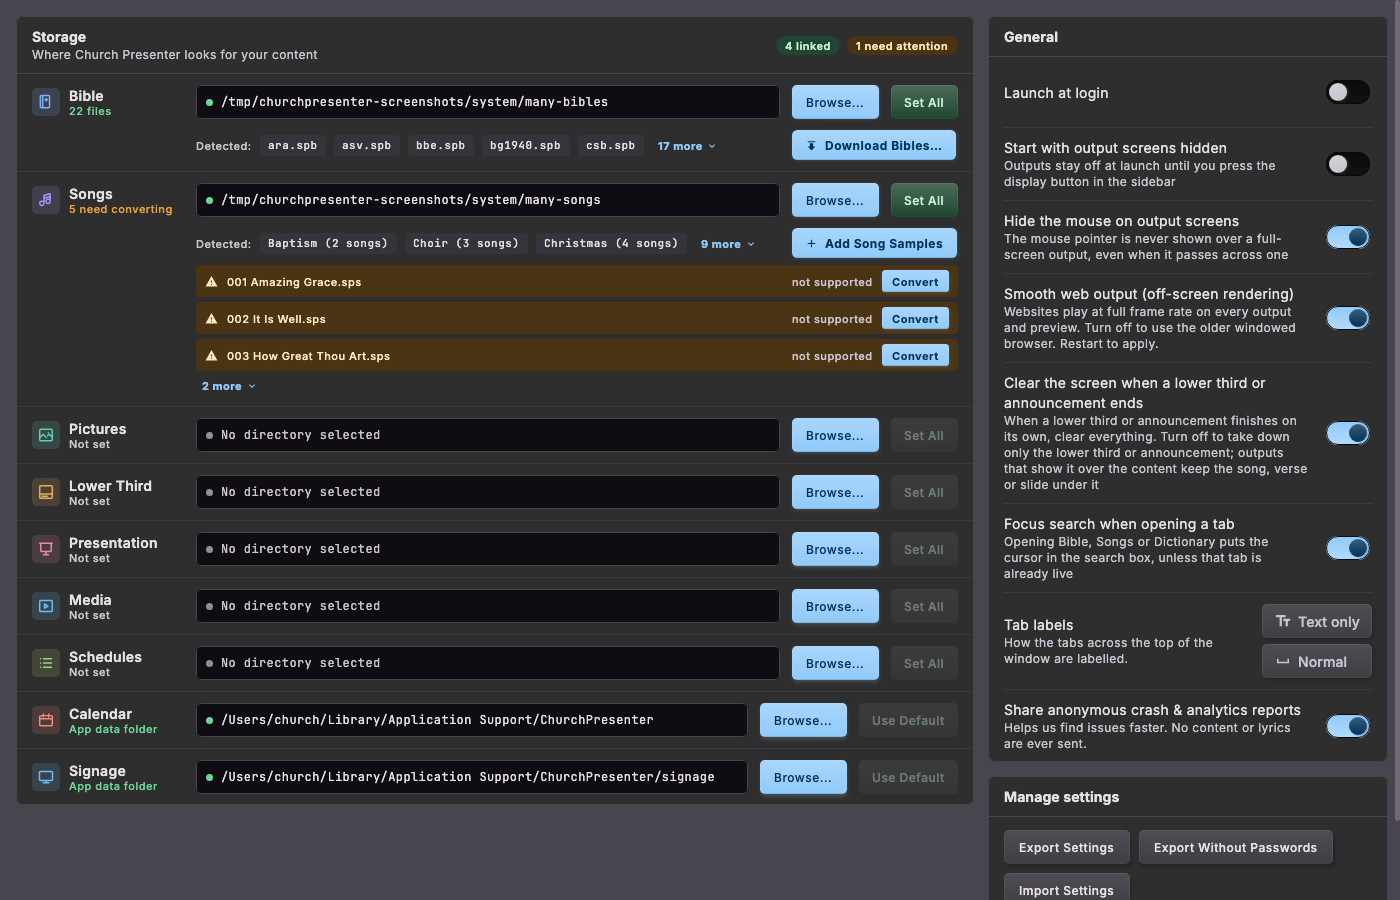 Storage
Where Church Presenter looks for your content
4 linked
1 need attention
Bible
22 files
/tmp/churchpresenter-screenshots/system/many-bibles
Browse...
Set All
Detected:
ara.spb
asv.spb
bbe.spb
bg1940.spb
csb.spb
17 more
Download Bibles...
Songs
5 need converting
/tmp/churchpresenter-screenshots/system/many-songs
Browse...
Set All
Detected:
Baptism (2 songs)
Choir (3 songs)
Christmas (4 songs)
9 more
+ Add Song Samples
001 Amazing Grace.sps
not supported
Convert
002 It Is Well.sps
not supported
Convert
003 How Great Thou Art.sps
not supported
Convert
2 more
Pictures
Not set
No directory selected
Browse...
Set All
Lower Third
Not set
No directory selected
Browse...
Set All
Presentation
Not set
No directory selected
Browse...
Set All
Media
Not set
No directory selected
Browse...
Set All
Schedules
Not set
No directory selected
Browse...
Set All
Calendar
App data folder
/Users/church/Library/Application Support/ChurchPresenter
Browse...
Use Default
Signage
App data folder
/Users/church/Library/Application Support/ChurchPresenter/signage
Browse...
Use Default
General
Launch at login
Start with output screens hidden
Outputs stay off at launch until you press the
display button in the sidebar
Hide the mouse on output screens
The mouse pointer is never shown over a full-
screen output, even when it passes across one
Smooth web output (off-screen rendering)
Websites play at full frame rate on every output
and preview. Turn off to use the older windowed
browser. Restart to apply.
Clear the screen when a lower third or
announcement ends
When a lower third or announcement finishes on
its own, clear everything. Turn off to take down
only the lower third or announcement; outputs
that show it over the content keep the song, verse
or slide under it
Focus search when opening a tab
Opening Bible, Songs or Dictionary puts the
cursor in the search box, unless that tab is
already live
Tab labels
How the tabs across the top of the
window are labelled.
Text only
Normal
Share anonymous crash & analytics reports
Helps us find issues faster. No content or lyrics
are ever sent.
Manage settings
Export Settings
Export Without Passwords
Import Settings